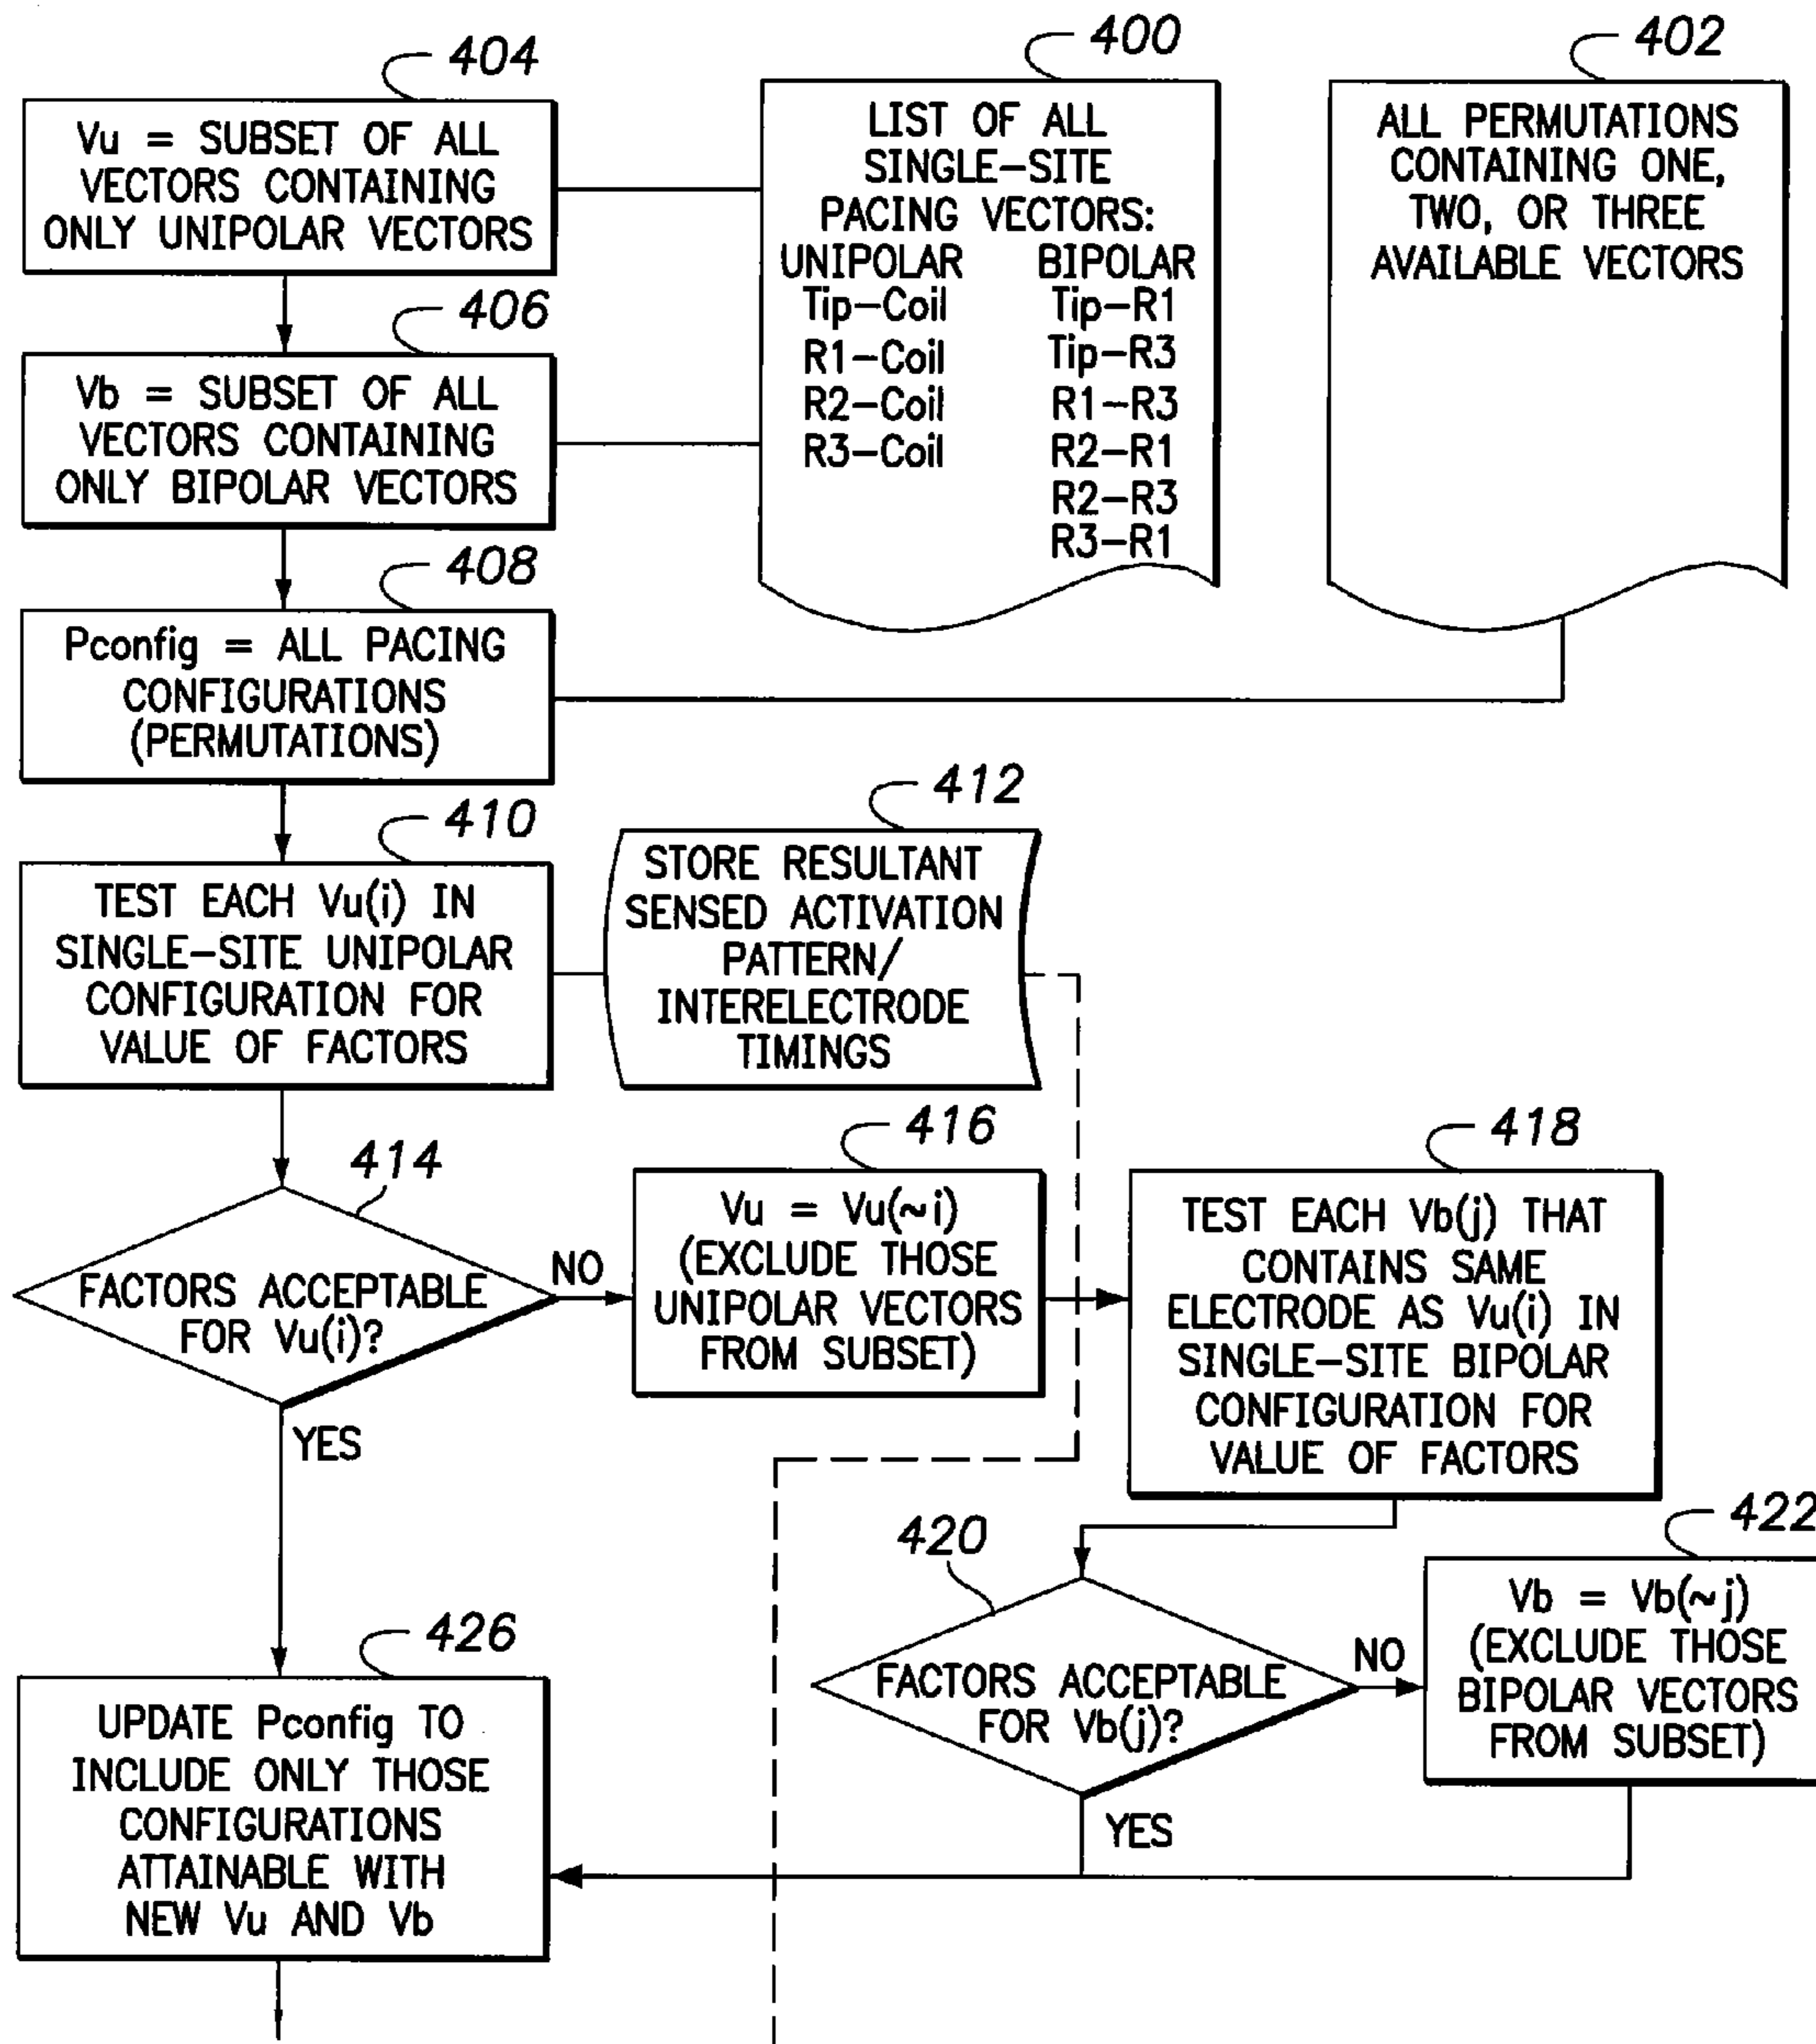 404
Vu = SUBSET OF ALL
VECTORS CONTAINING
ONLY UNIPOLAR VECTORS
400
LIST OF ALL
SINGLE-SITE
PACING VECTORS:
UNIPOLAR BIPOLAR
Tip-Coil Tip-R1
R1-Coil Tip-R3
R2-Coil R1-R3
R3-Coil R2-R1
R2-R3
R3-R1
402
ALL PERMUTATIONS
CONTAINING ONE,
TWO, OR THREE
AVAILABLE VECTORS
406
Vb = SUBSET OF ALL
VECTORS CONTAINING
ONLY BIPOLAR VECTORS
408
Pconfig = ALL PACING
CONFIGURATIONS
(PERMUTATIONS)
410
TEST EACH Vu(i) IN
SINGLE-SITE UNIPOLAR
CONFIGURATION FOR
VALUE OF FACTORS
412
STORE RESULTANT
SENSED ACTIVATION
PATTERN/
INTERELECTRODE
TIMINGS
414
FACTORS ACCEPTABLE
FOR Vu(i)?
NO
YES
416
Vu = Vu(~i)
(EXCLUDE THOSE
UNIPOLAR VECTORS
FROM SUBSET)
418
TEST EACH Vb(j) THAT
CONTAINS SAME
ELECTRODE AS Vu(i) IN
SINGLE-SITE BIPOLAR
CONFIGURATION FOR
VALUE OF FACTORS
420
FACTORS ACCEPTABLE
FOR Vb(j)?
NO
YES
422
Vb = Vb(~j)
(EXCLUDE THOSE
BIPOLAR VECTORS
FROM SUBSET)
426
UPDATE Pconfig TO
INCLUDE ONLY THOSE
CONFIGURATIONS
ATTAINABLE WITH
NEW Vu AND Vb